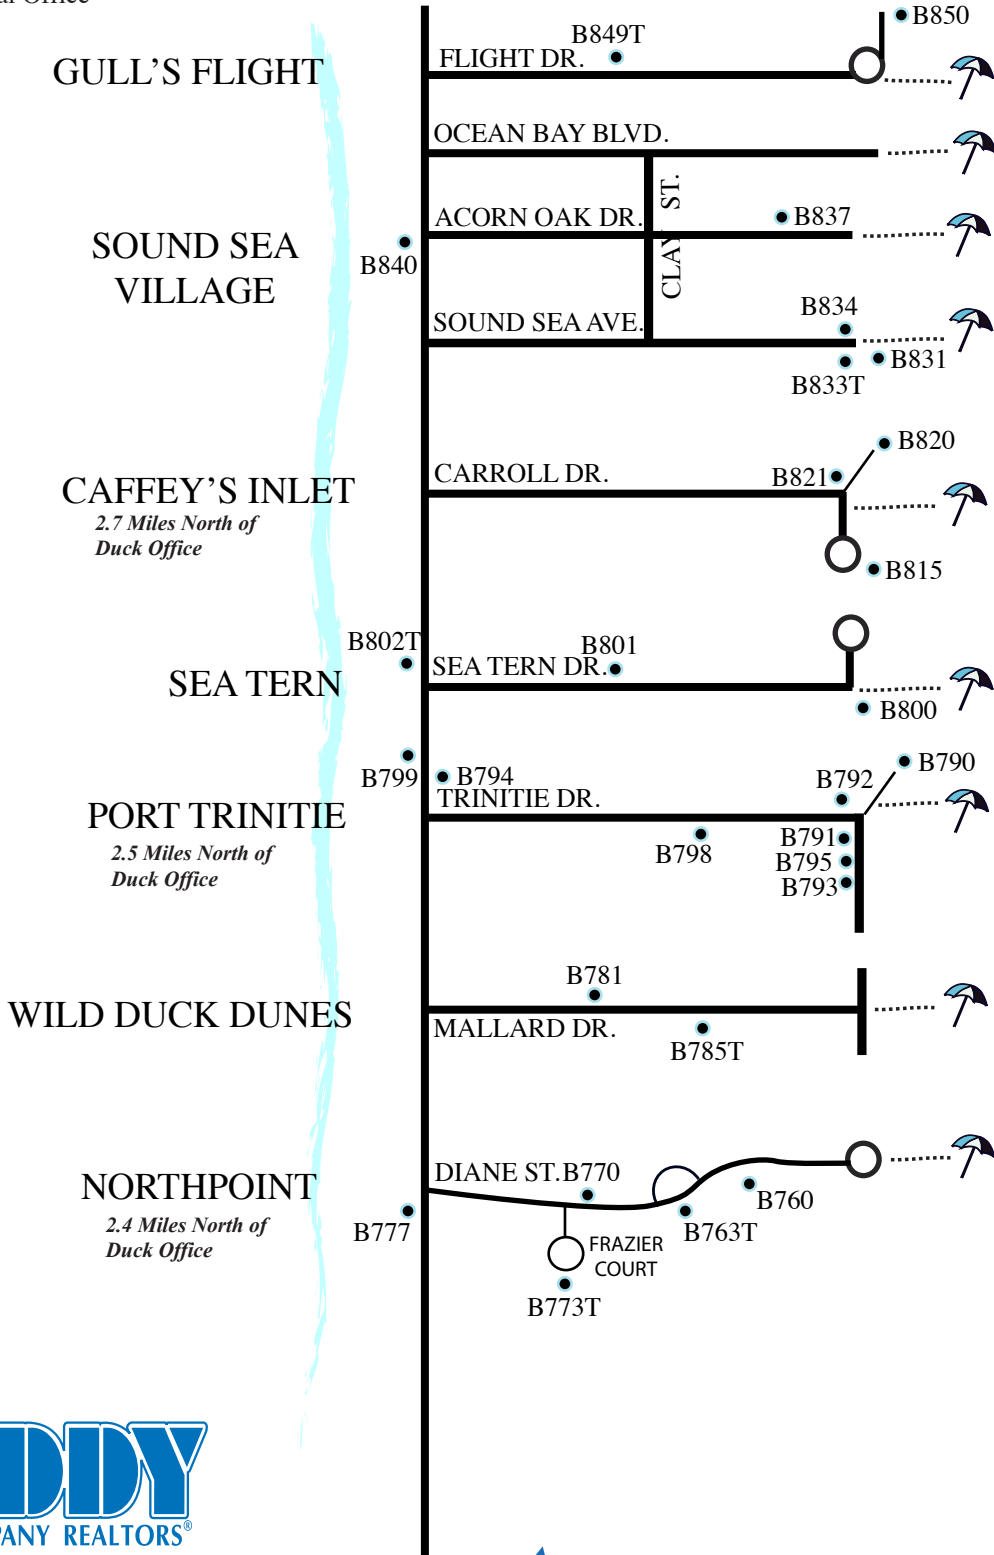 B850
B849T
FLIGHT DR.
GULL'S FLIGHT
OCEAN BAY BLVD.
CLAY ST.
ACORN OAK DR.
B837
SOUND SEA
VILLAGE
B840
B834
SOUND SEA AVE.
B831
B833T
B820
CARROLL DR.
B821
CAFFEY'S INLET
2.7 Miles North of
Duck Office
B815
B802T
B801
SEA TERN DR.
SEA TERN
B800
B799
B794
B792
B790
TRINITIE DR.
PORT TRINITIE
2.5 Miles North of
Duck Office
B798
B791
B795
B793
B781
WILD DUCK DUNES
MALLARD DR.
B785T
DIANE ST.
B770
NORTHPOINT
2.4 Miles North of
Duck Office
B777
B760
B763T
FRAZIER
COURT
B773T
DDY
PANY REALTORS®